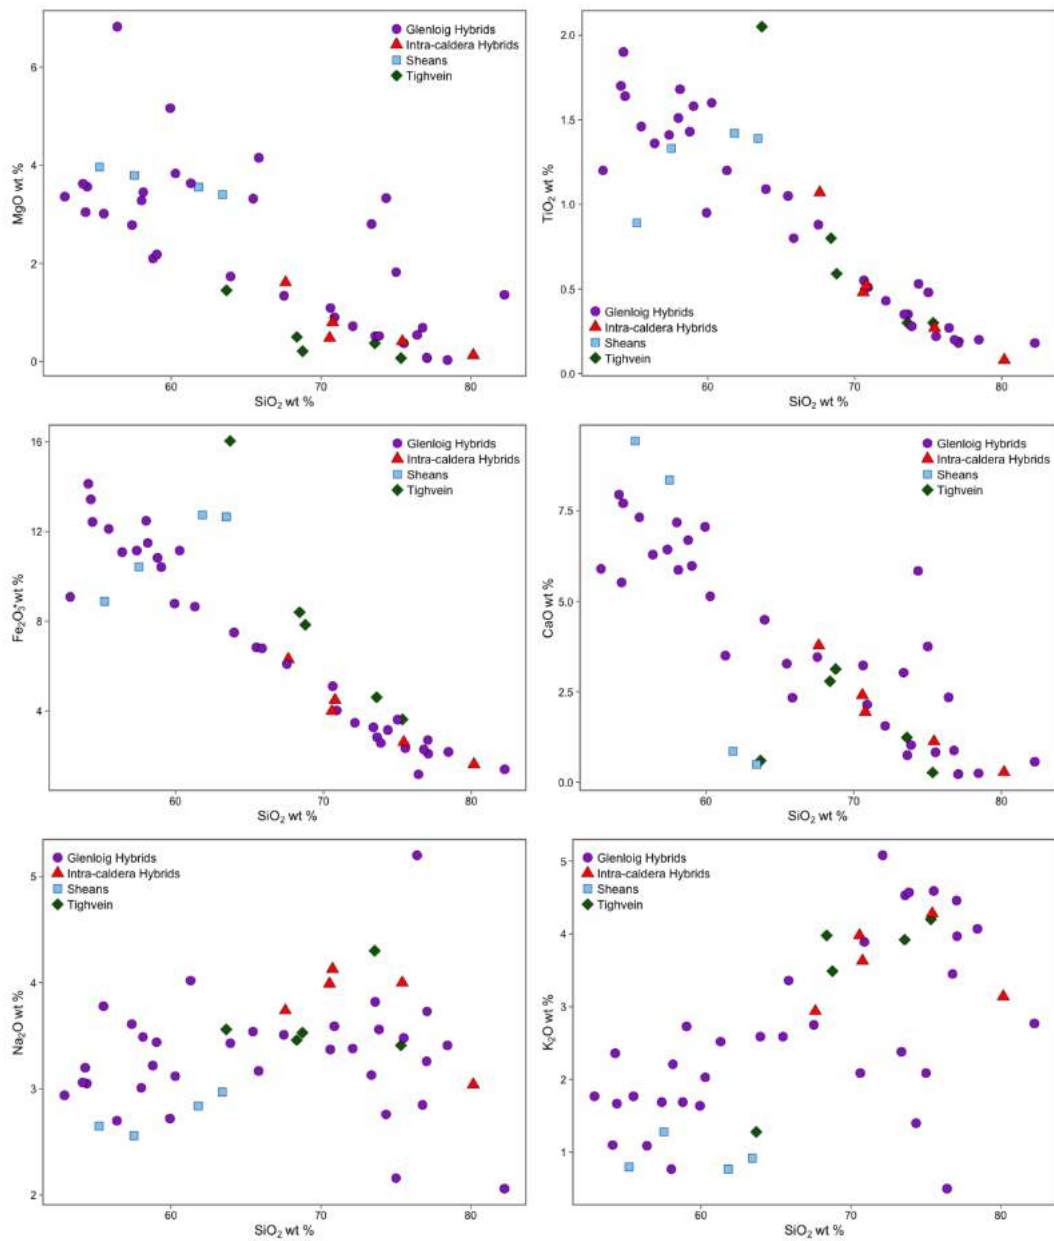 6
4
2
0
MgO wt %
Glenloig Hybrids
Intra-caldera Hybrids
Sheans
Tighvein
60 70 80
SiO₂ wt %
2.0
1.5
1.0
0.5
0.0
TiO₂ wt %
Glenloig Hybrids
Intra-caldera Hybrids
Sheans
Tighvein
60 70 80
SiO₂ wt %
16
12
8
4
Fe₂O₃* wt %
Glenloig Hybrids
Intra-caldera Hybrids
Sheans
Tighvein
60 70 80
SiO₂ wt %
7.5
5.0
2.5
0.0
CaO wt %
Glenloig Hybrids
Intra-caldera Hybrids
Sheans
Tighvein
60 70 80
SiO₂ wt %
5
4
3
2
Na₂O wt %
Glenloig Hybrids
Intra-caldera Hybrids
Sheans
Tighvein
60 70 80
SiO₂ wt %
5
4
3
2
1
K₂O wt %
Glenloig Hybrids
Intra-caldera Hybrids
Sheans
Tighvein
60 70 80
SiO₂ wt %